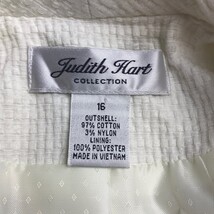 Judith Hart
COLLECTION
16
OUTSHELL:
97% COTTON
3% NYLON
LINING:
100% POLYESTER
MADE IN VIETNAM